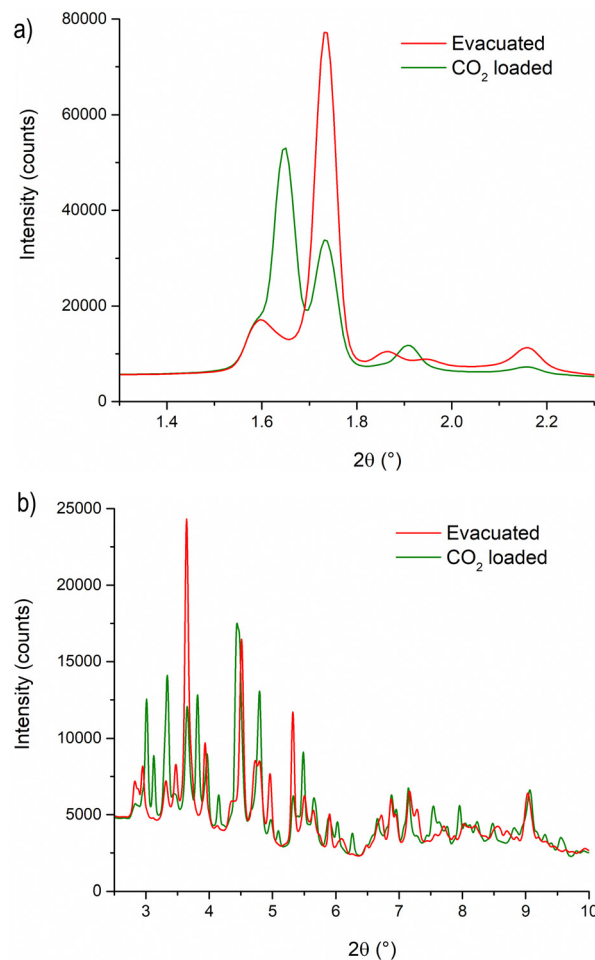 a)
80000
60000
40000
20000
0
Intensity (counts)
Evacuated
CO₂ loaded
1.4 1.6 1.8 2.0 2.2
2θ (°)
b)
25000
20000
15000
10000
5000
0
Intensity (counts)
Evacuated
CO₂ loaded
3 4 5 6 7 8 9 10
2θ (°)